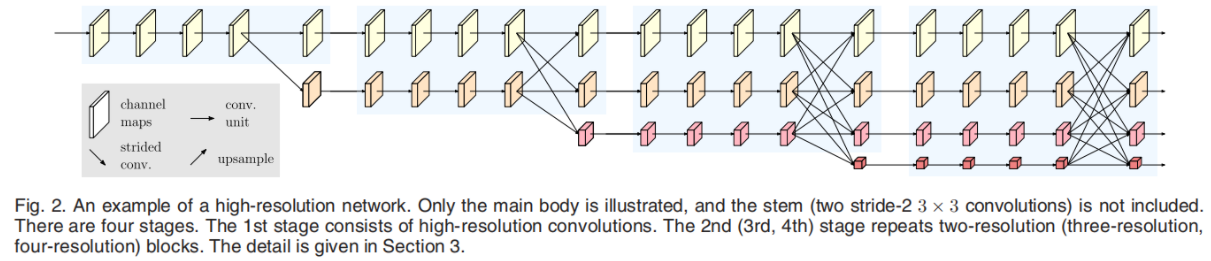 channel
maps
conv.
unit
strided
conv.
upsample
Fig. 2. An example of a high-resolution network. Only the main body is illustrated, and the stem (two stride-2 3 × 3 convolutions) is not included.
There are four stages. The 1st stage consists of high-resolution convolutions. The 2nd (3rd, 4th) stage repeats two-resolution (three-resolution,
four-resolution) blocks. The detail is given in Section 3.